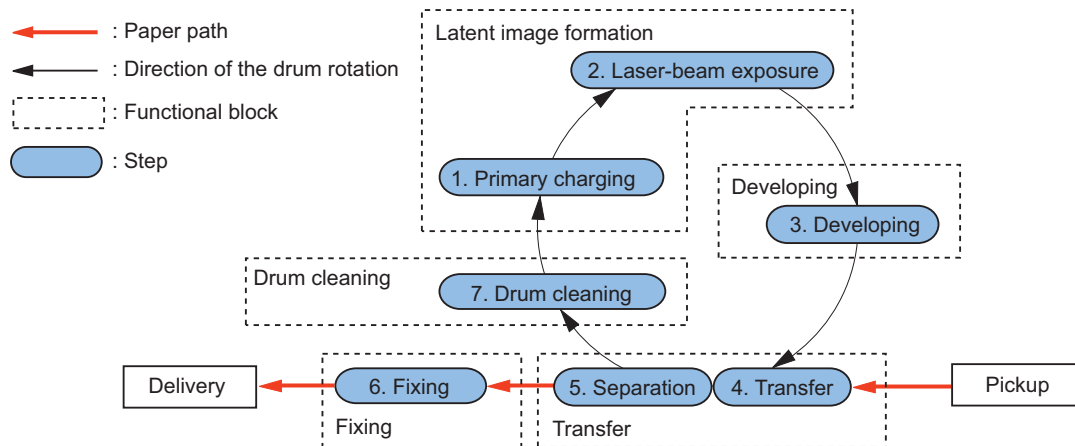 : Paper path
: Direction of the drum rotation
: Functional block
: Step
Latent image formation
2. Laser-beam exposure
1. Primary charging
Developing
3. Developing
Drum cleaning
7. Drum cleaning
Delivery
6. Fixing
5. Separation
4. Transfer
Pickup
Fixing
Transfer